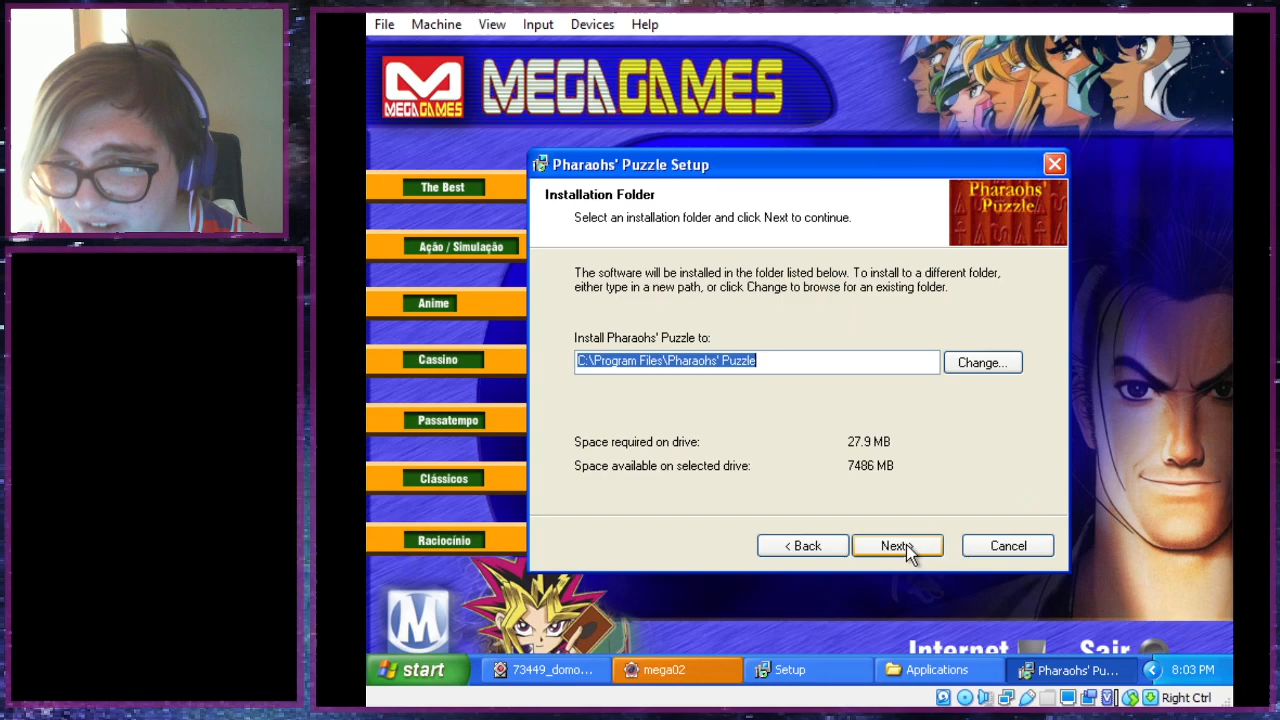 File Machine View Input Devices Help
MEGAGAMES
MEGAGAMES
The Best
Ação / Simulação
Anime
Cassino
Passatempo
Clássicos
Raciocínio
Pharaohs' Puzzle Setup
Installation Folder
Select an installation folder and click Next to continue.
Pharaohs'
Puzzle
The software will be installed in the folder listed below. To install to a different folder,
either type in a new path, or click Change to browse for an existing folder.
Install Pharaohs' Puzzle to:
C:\Program Files\Pharaohs' Puzzle
Change...
Space required on drive: 27.9 MB
Space available on selected drive: 7486 MB
< Back Next > Cancel
M
Internet Sair
start 73449_domo... mega02 Setup Applications Pharaohs' Pu... 8:03 PM
Right Ctrl